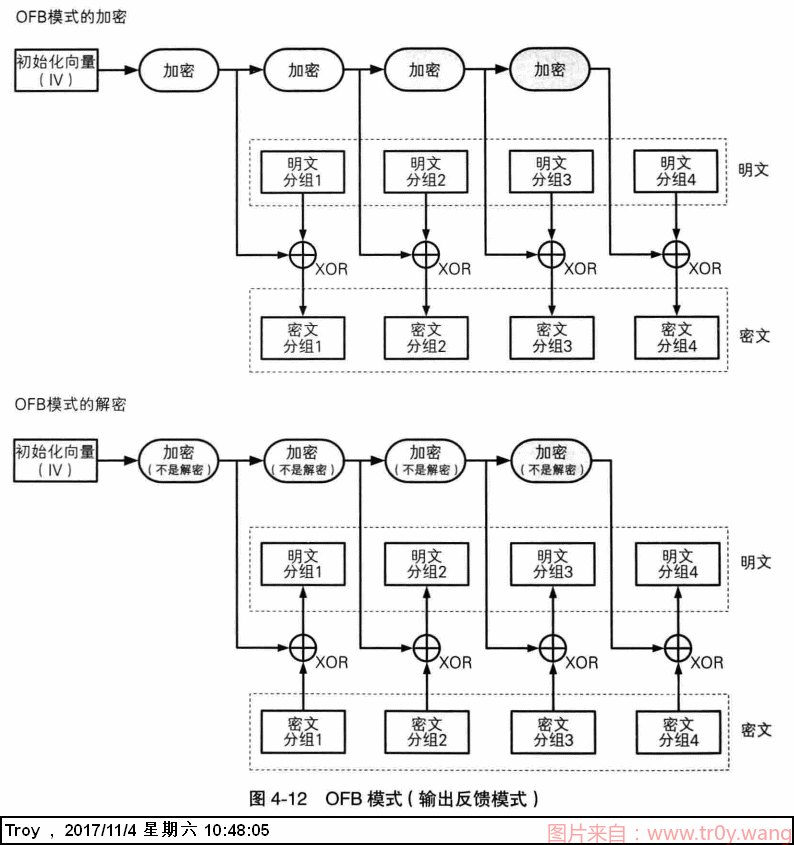 OFB模式的加密
初始化向量
（IV）
加密
加密
加密
加密
明文
分组1
明文
分组2
明文
分组3
明文
分组4
明文
XOR
XOR
XOR
XOR
密文
分组1
密文
分组2
密文
分组3
密文
分组4
密文
OFB模式的解密
初始化向量
（IV）
加密
（不是解密）
加密
（不是解密）
加密
（不是解密）
加密
（不是解密）
明文
分组1
明文
分组2
明文
分组3
明文
分组4
明文
XOR
XOR
XOR
XOR
密文
分组1
密文
分组2
密文
分组3
密文
分组4
密文
图 4-12 OFB 模式（输出反馈模式）
Troy , 2017/11/4 星期六 10:48:05
图片来自：www.tr0y.wang